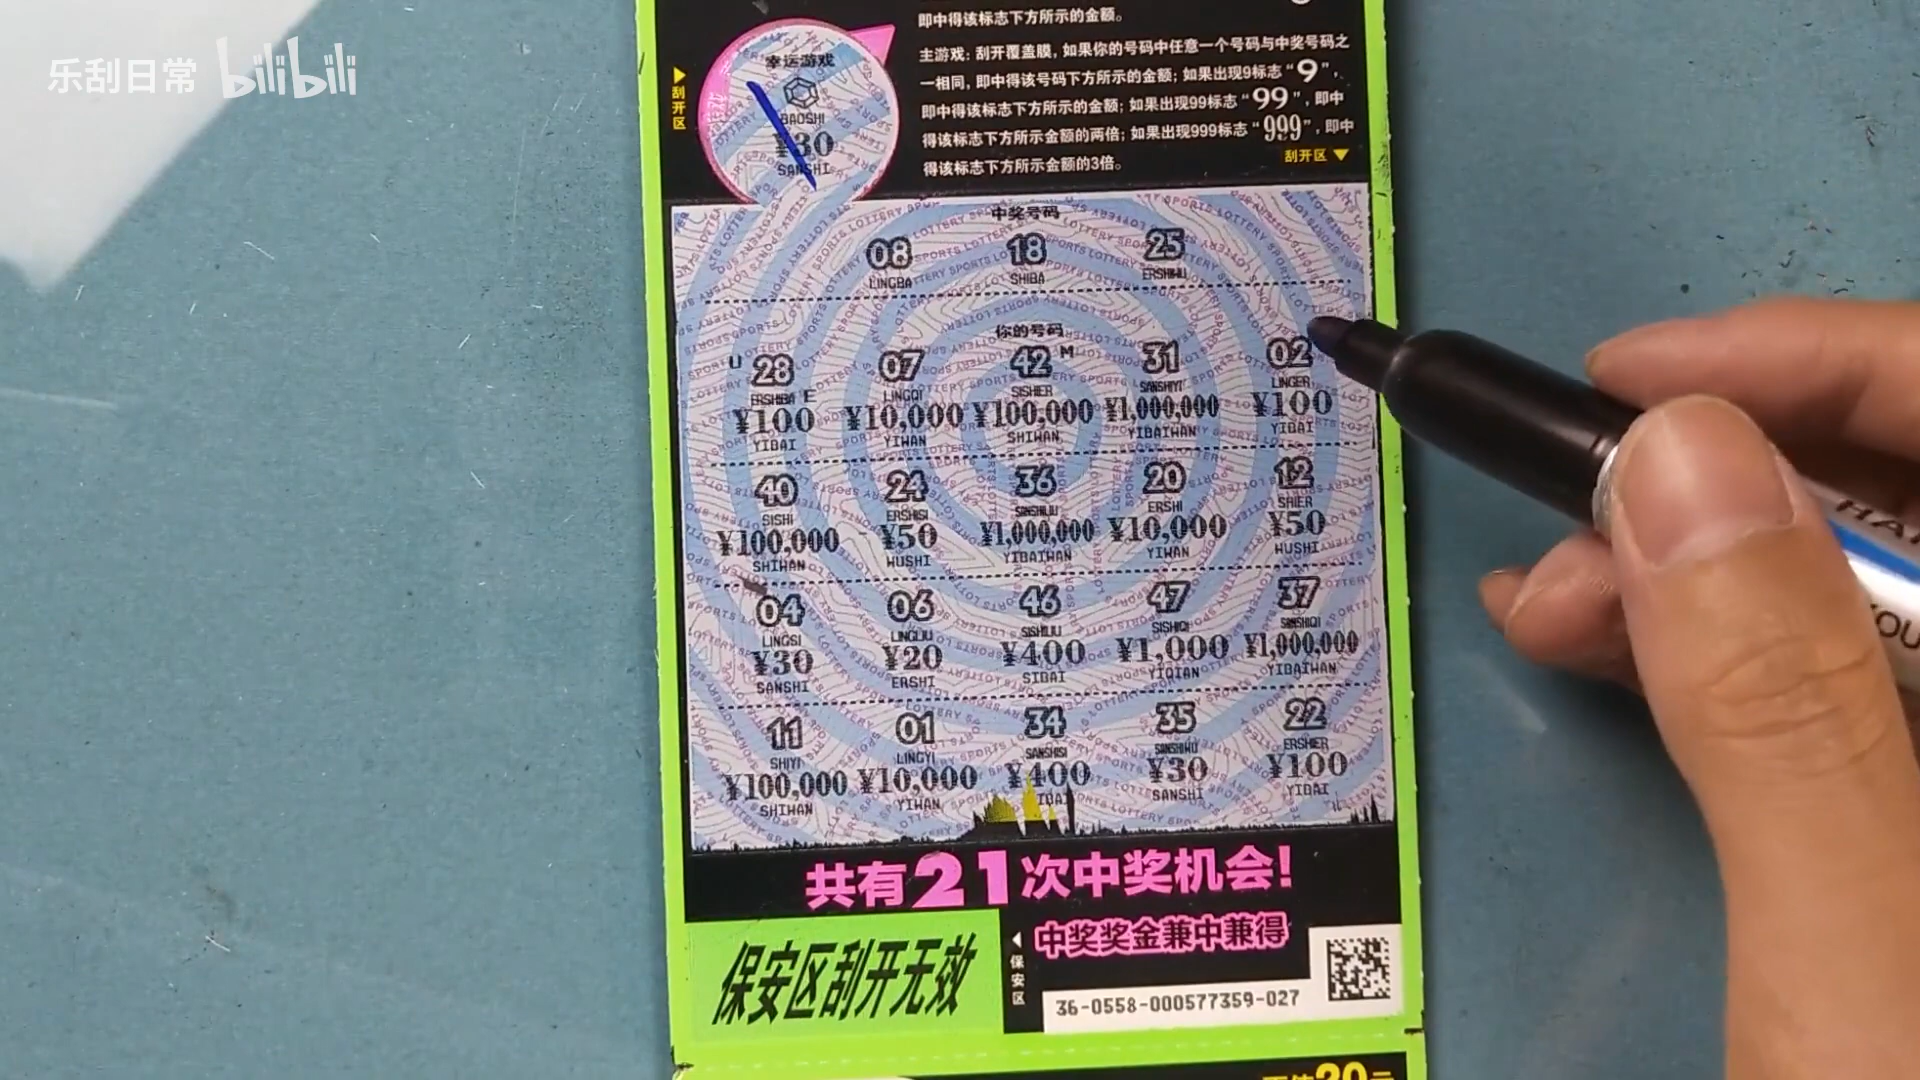 乐刮日常 bilibili
即中得该标志下方所示的金额。
主游戏：刮开覆盖膜，如果你的号码中任意一个号码与中奖号码之
一相同，即中得该号码下方所示的金额；如果出现9标志“9”，
即中得该标志下方所示的金额；如果出现99标志“99”，即中
得该标志下方所示金额的两倍；如果出现999标志“999”，即中
得该标志下方所示金额的3倍。
刮开区
刮开区
幸运游戏
BAOSHI
¥30
SANSHI
中奖号码
08 18 25
LINGBA SHIBA ERSHIWU
你的号码
U 28 07 42 M 31 02
ERSHIBA E LINGQI SISHIER SANSHIYI LINGER
¥100 ¥10,000 ¥100,000 ¥1,000,000 ¥100
YIBAI YIWAN SHIWAN YIBAIWAN YIBAI
40 24 36 20 12
SISHI ERSHISI SANSHILIU ERSHI SHIER
¥100,000 ¥50 ¥1,000,000 ¥10,000 ¥50
SHIWAN WUSHI YIBAIWAN YIWAN WUSHI
04 06 46 47 37
LINGSI LINGLIU SISHILIU SISHIQI SANSHIQI
¥30 ¥20 ¥400 ¥1,000 ¥1,000,000
SANSHI ERSHI SIBAI YIQIAN YIBAIWAN
11 01 34 35 22
SHIYI LINGYI SANSHISI SANSHIWU ERSHIER
¥100,000 ¥10,000 ¥400 ¥30 ¥100
SHIWAN YIWAN IBAI SANSHI YIBAI
共有21次中奖机会!
中奖奖金兼中兼得
保安区刮开无效
保安区
36-0558-000577359-027